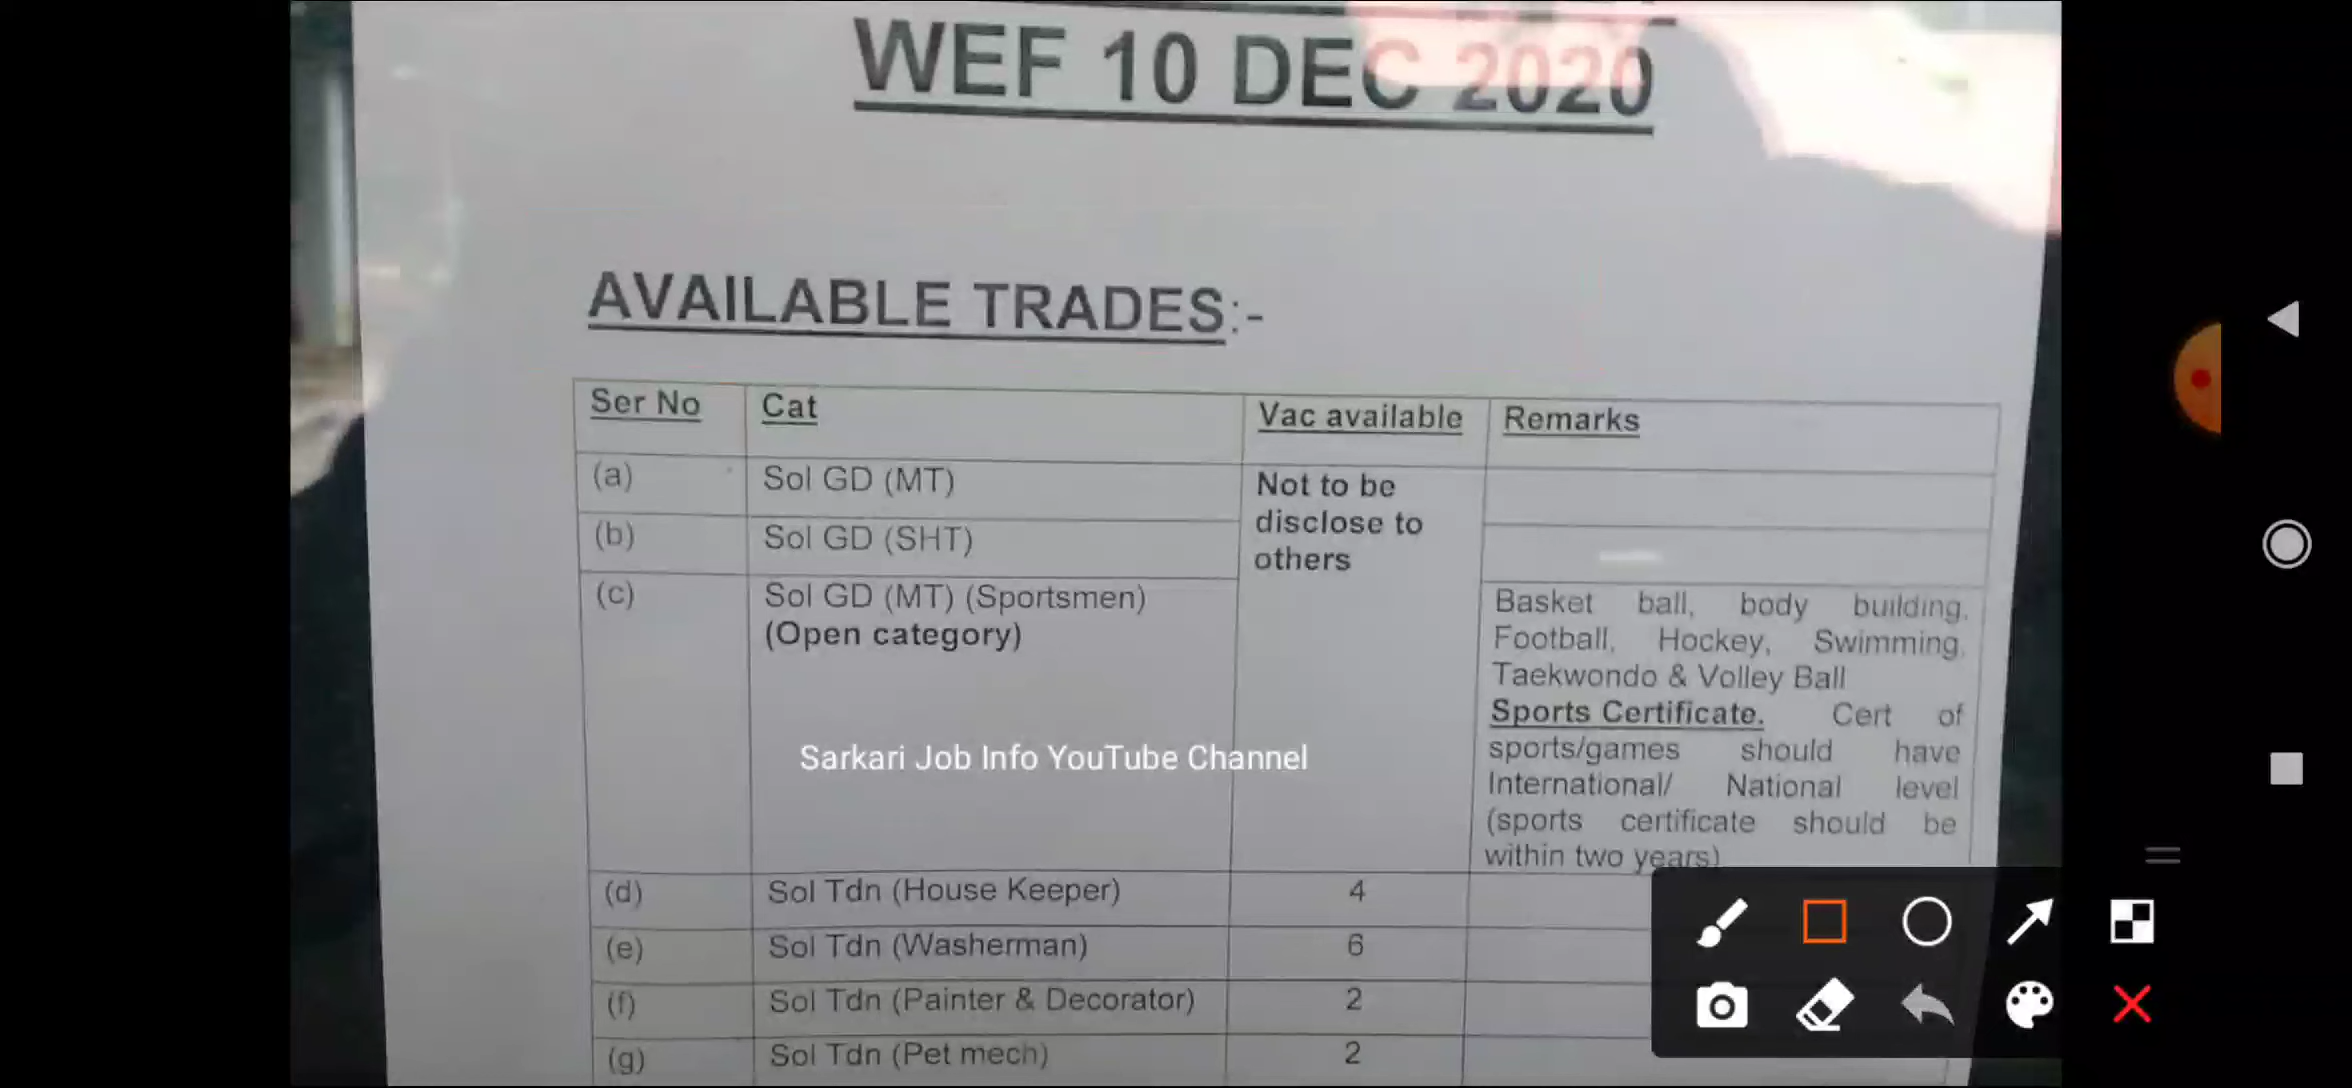 WEF 10 DEC 2020
AVAILABLE TRADES:-
Ser No Cat Vac available Remarks
(a) Sol GD (MT) Not to be
disclose to
others
(b) Sol GD (SHT)
(c) Sol GD (MT) (Sportsmen)
(Open category)
Basket ball, body building,
Football, Hockey, Swimming,
Taekwondo & Volley Ball
Sports Certificate. Cert of
sports/games should have
International/ National level
(sports certificate should be
within two years)
Sarkari Job Info YouTube Channel
(d) Sol Tdn (House Keeper) 4
(e) Sol Tdn (Washerman) 6
(f) Sol Tdn (Painter & Decorator) 2
(g) Sol Tdn (Pet mech) 2